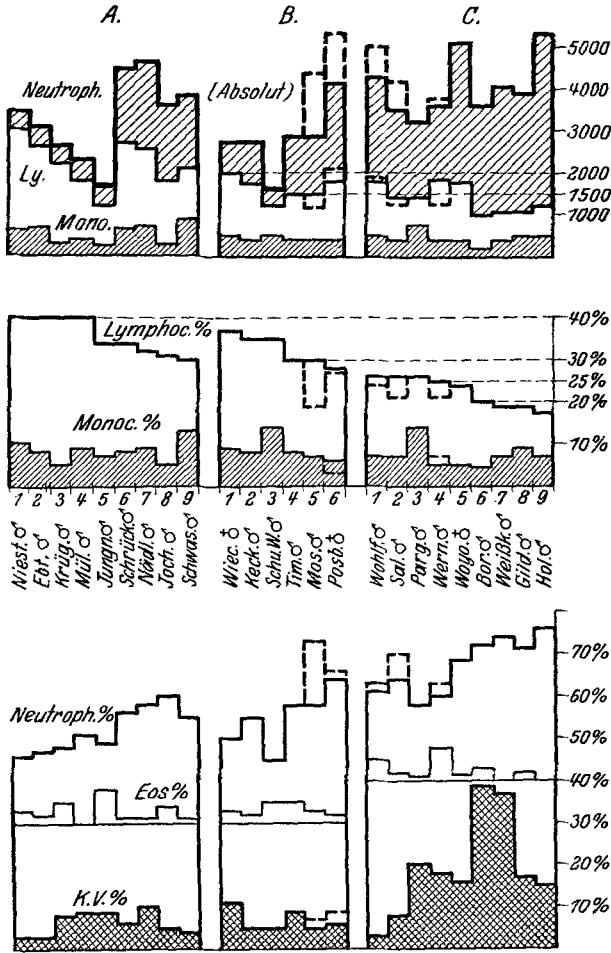 A. B. C.
5000
Neutroph. (Absolut) 4000
3000
2000
Ly. 1500
1000
Mono.
40%
Lymphoc.%
30%
25%
20%
Monoc.% 10%
1 2 3 4 5 6 7 8 9 1 2 3 4 5 6 1 2 3 4 5 6 7 8 9
Niest.♂ Ebt.♂ Krüg.♂ Mül.♂ Jungn.♂ Schrück.♂ Nädl.♂ Joch.♂ Schwas.♂ Wiec.♀ Keck.♂ Schu.W.♂ Tim.♂ Mos.♂ Posb.♀ Wohlf.♂ Sal.♂ Parg.♂ Wern.♂ Woyo.♀ Bor.♂ Weißk.♂ Gild.♂ Hol.♂
70%
60%
Neutroph.% 50%
Eos% 40%
30%
20%
K.V.% 10%